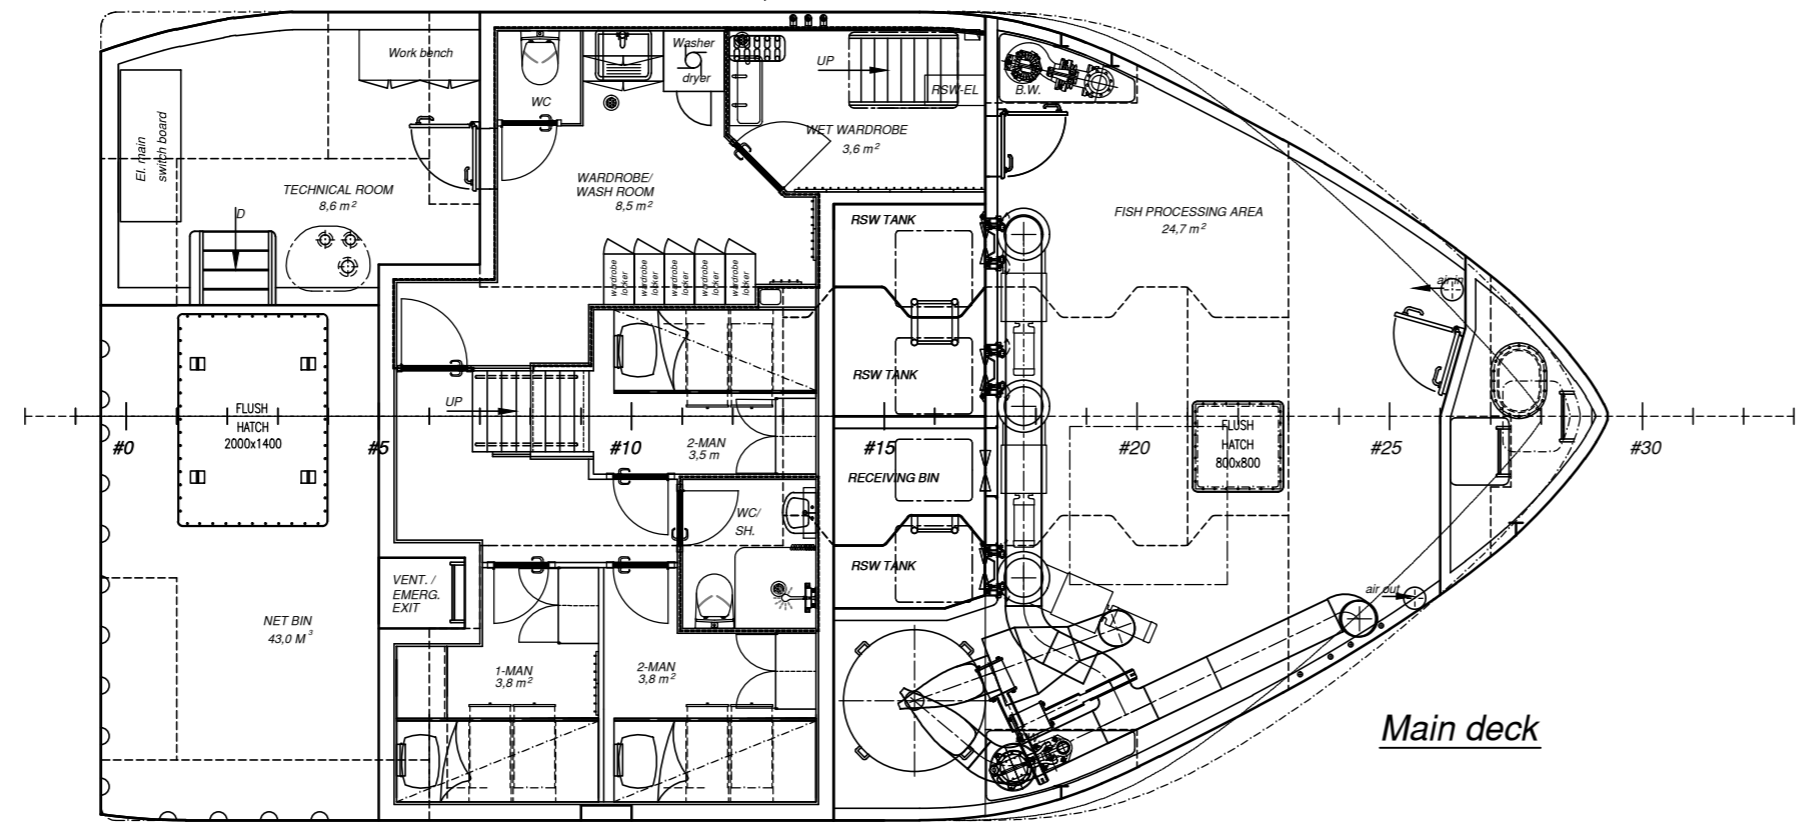 Work bench
WC
Washer
dryer
UP
RSW-EL
B.W.
El. main
switch board
WET WARDROBE
3,6 m²
TECHNICAL ROOM
8,6 m²
WARDROBE/
WASH ROOM
8,5 m²
D
RSW TANK
FISH PROCESSING AREA
24,7 m²
wardrobe
locker
wardrobe
locker
wardrobe
locker
wardrobe
locker
wardrobe
locker
air in
RSW TANK
FLUSH
HATCH
2000x1400
UP
2-MAN
3,5 m
FLUSH
HATCH
800x800
#0
#5
#10
#15
#20
#25
#30
RECEIVING BIN
WC/
SH.
RSW TANK
VENT. /
EMERG.
EXIT
air out
NET BIN
43,0 M³
1-MAN
3,8 m²
2-MAN
3,8 m²
Main deck